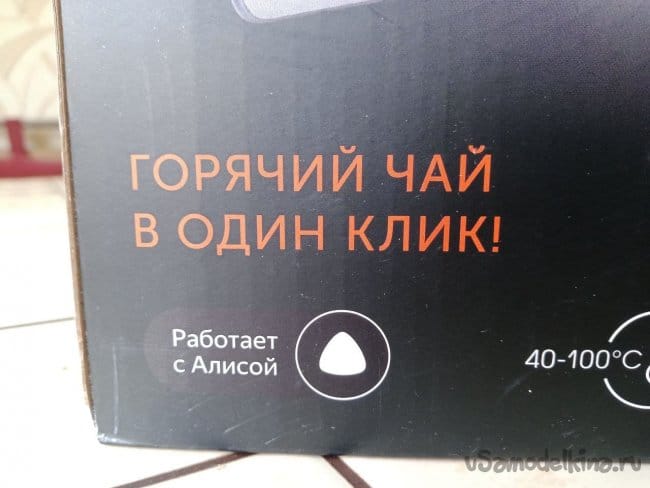 ГОРЯЧИЙ ЧАЙ
В ОДИН КЛИК!
Работает
с Алисой
40-100°C
vSamodelkina.ru